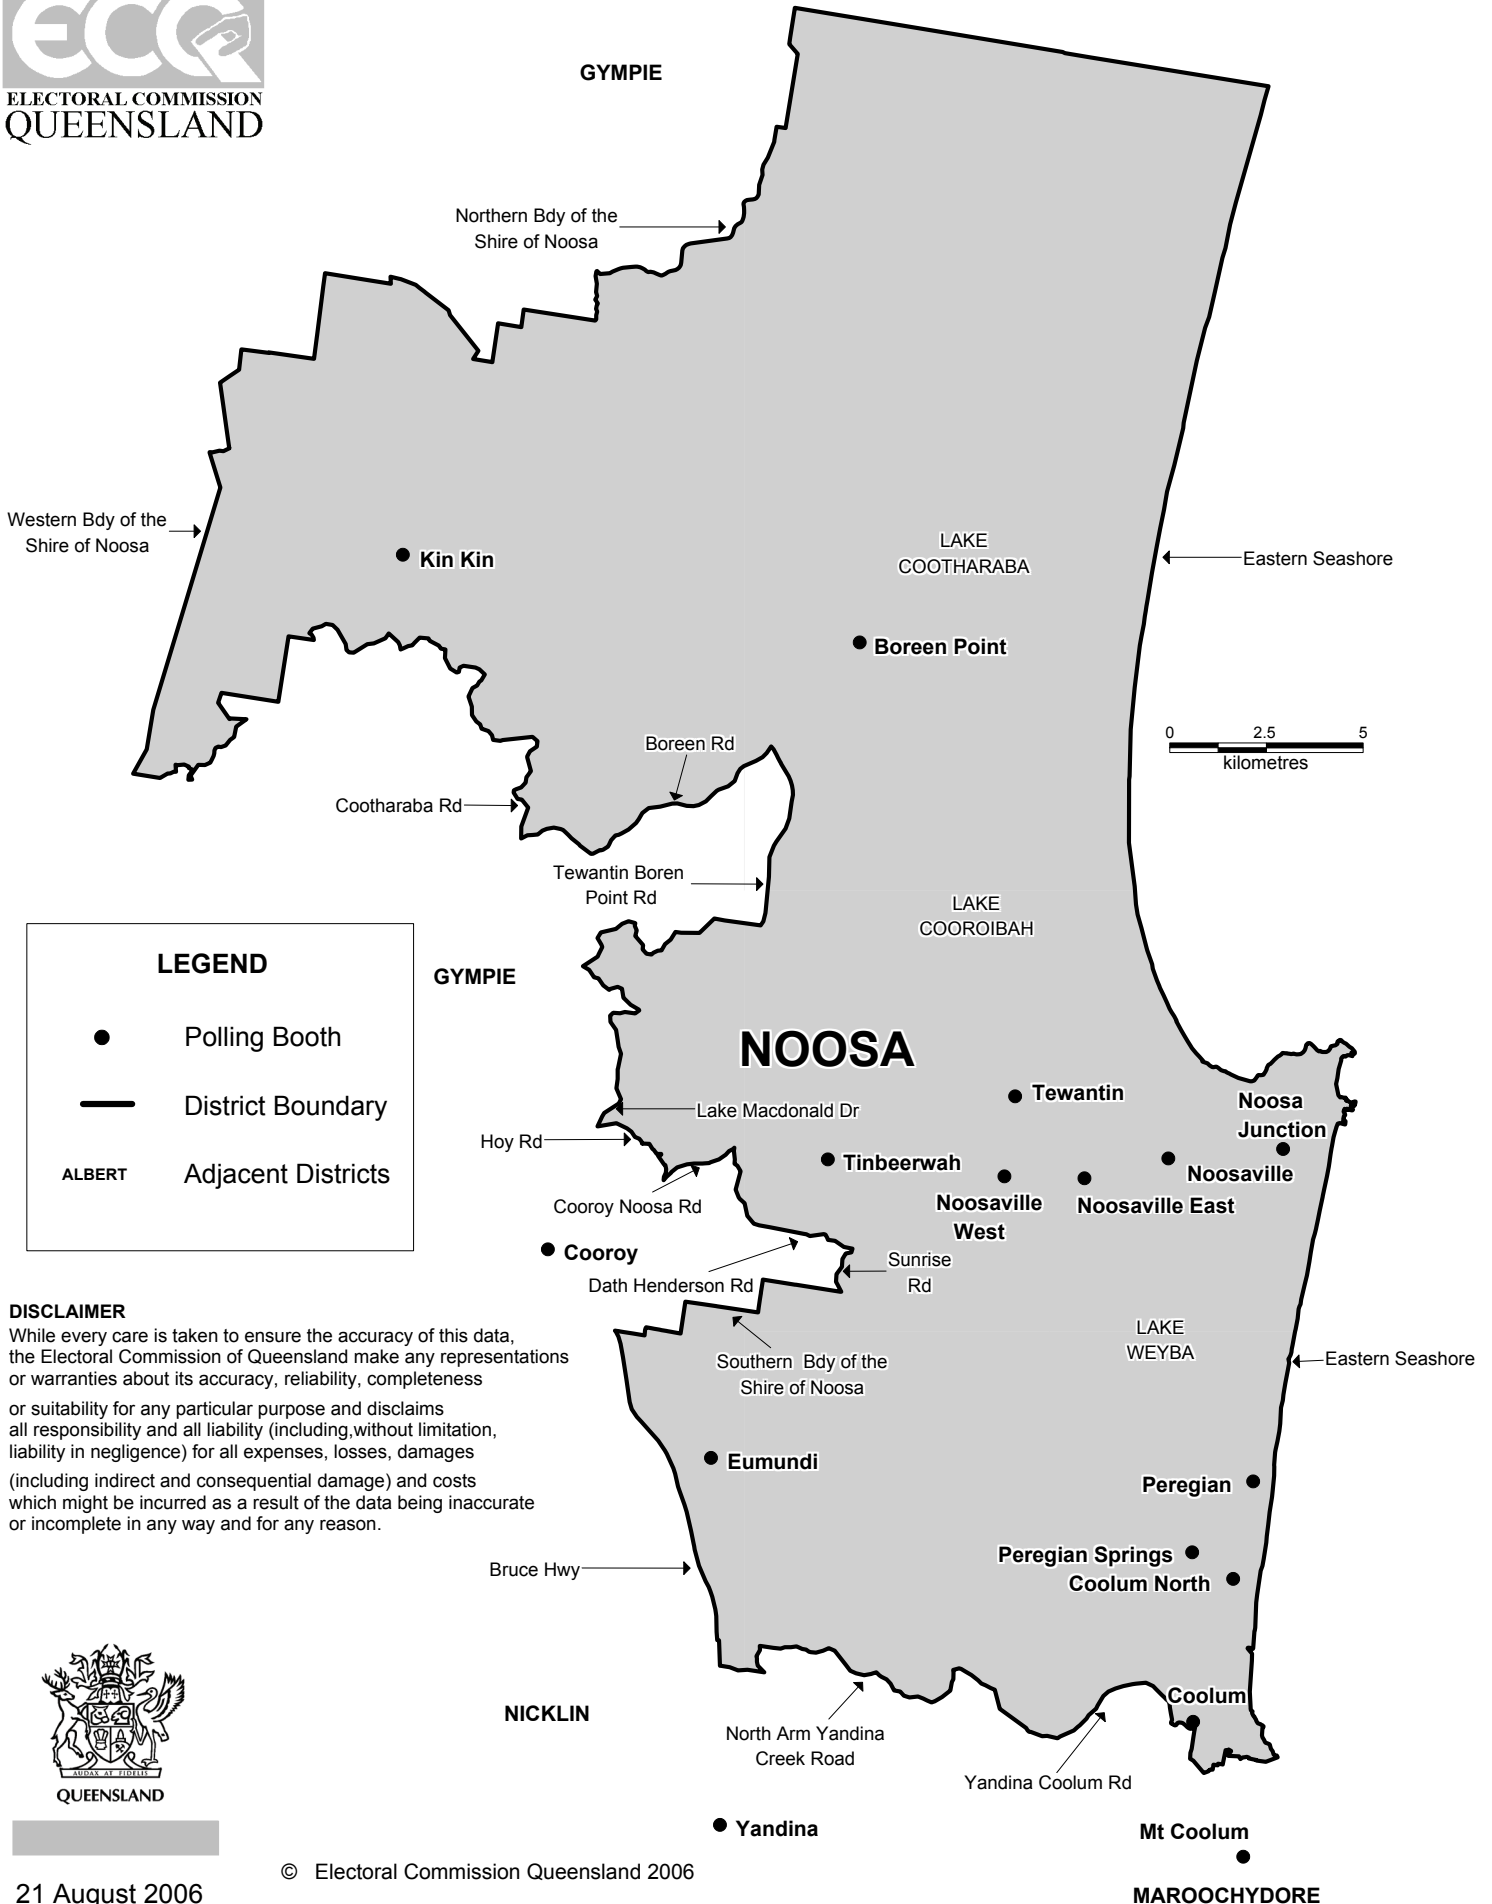 ECQ
ELECTORAL COMMISSION
QUEENSLAND
GYMPIE
Northern Bdy of the
Shire of Noosa
Western Bdy of the
Shire of Noosa
Kin Kin
LAKE
COOTHARABA
Eastern Seashore
Boreen Point
0 2.5 5
kilometres
Boreen Rd
Cootharaba Rd
Tewantin Boren
Point Rd
LAKE
COOROIBAH
LEGEND
Polling Booth
District Boundary
ALBERT Adjacent Districts
GYMPIE
NOOSA
Tewantin
Noosa
Junction
Lake Macdonald Dr
Hoy Rd
Tinbeerwah
Noosaville
Cooroy Noosa Rd
Noosaville
West
Noosaville East
Cooroy
Dath Henderson Rd
Sunrise
Rd
DISCLAIMER
While every care is taken to ensure the accuracy of this data,
the Electoral Commission of Queensland make any representations
or warranties about its accuracy, reliability, completeness
or suitability for any particular purpose and disclaims
all responsibility and all liability (including,without limitation,
liability in negligence) for all expenses, losses, damages
(including indirect and consequential damage) and costs
which might be incurred as a result of the data being inaccurate
or incomplete in any way and for any reason.
LAKE
WEYBA
Southern Bdy of the
Shire of Noosa
Eastern Seashore
Eumundi
Peregian
Bruce Hwy
Peregian Springs
Coolum North
NICKLIN
Coolum
North Arm Yandina
Creek Road
Yandina Coolum Rd
AUDAX AT FIDELIS
QUEENSLAND
Yandina
Mt Coolum
© Electoral Commission Queensland 2006
21 August 2006
MAROOCHYDORE